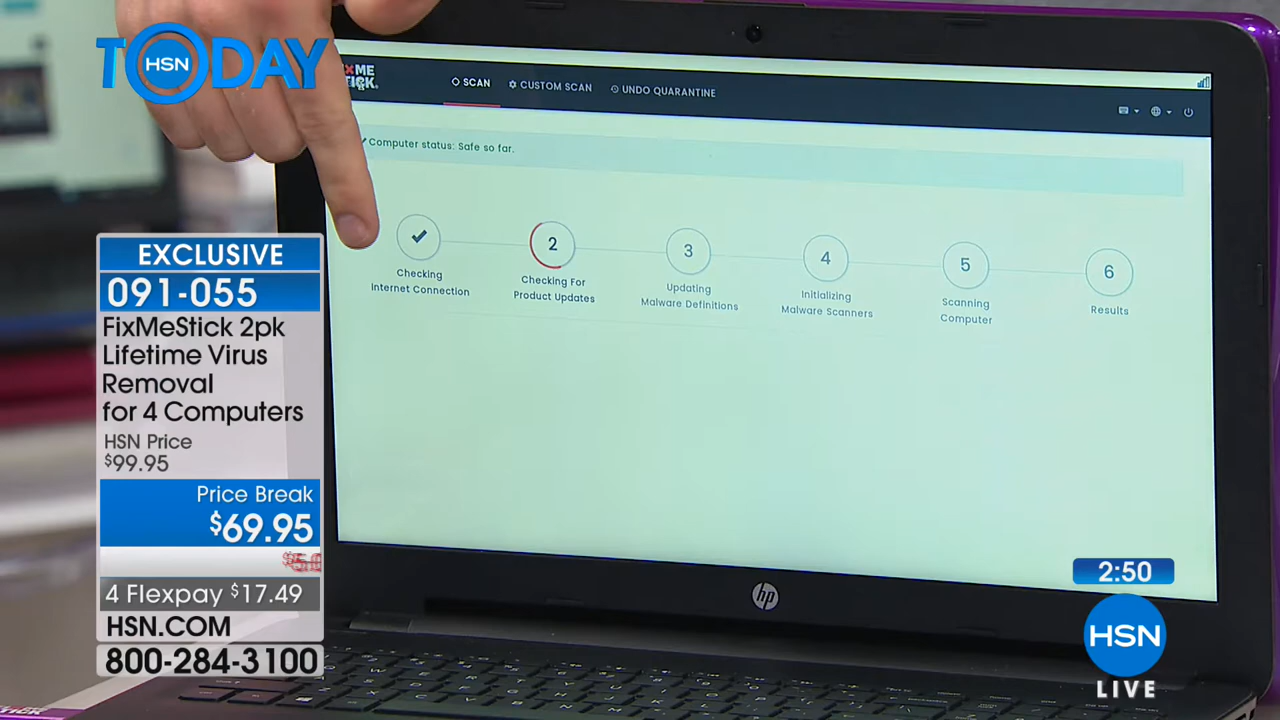 TODAY
HSN
XME
TICK
SCAN
CUSTOM SCAN
UNDO QUARANTINE
Computer status: Safe so far.
Checking
Internet Connection
2
Checking For
Product Updates
3
Updating
Malware Definitions
4
Initializing
Malware Scanners
5
Scanning
Computer
6
Results
EXCLUSIVE
091-055
FixMeStick 2pk
Lifetime Virus
Removal
for 4 Computers
HSN Price
$99.95
Price Break
$69.95
4 Flexpay $17.49
HSN.COM
800-284-3100
hp
2:50
HSN
LIVE